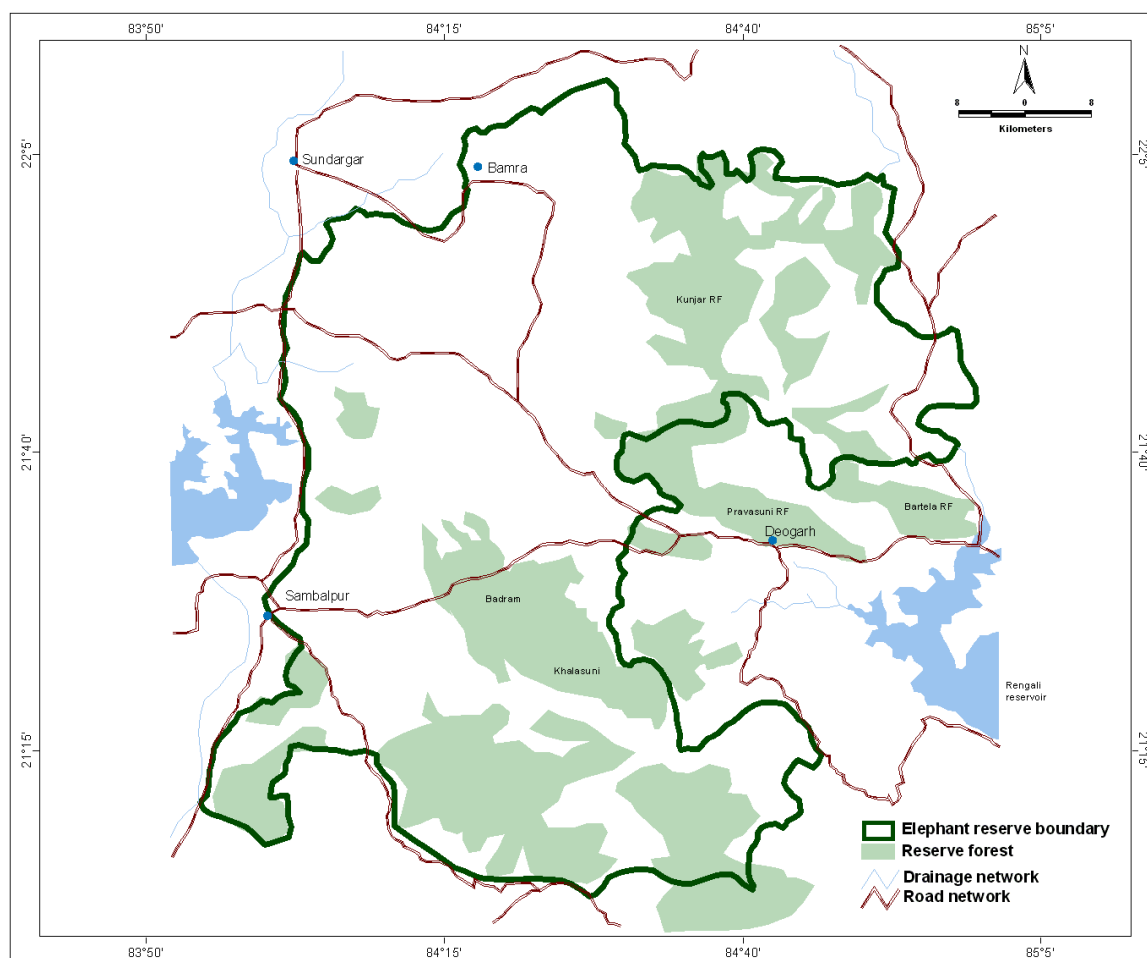 83°50' 84°15' 84°40' 85°5'
N
8 0 8
Kilometers
22°5' 22°5'
Sundargar
Bamra
Kunjar RF
21°40' 21°40'
Pravasuni RF
Bartela RF
Deogarh
Sambalpur
Badram
Khalasuni
Rengali
reservoir
21°15' 21°15'
Elephant reserve boundary
Reserve forest
Drainage network
Road network
83°50' 84°15' 84°40' 85°5'